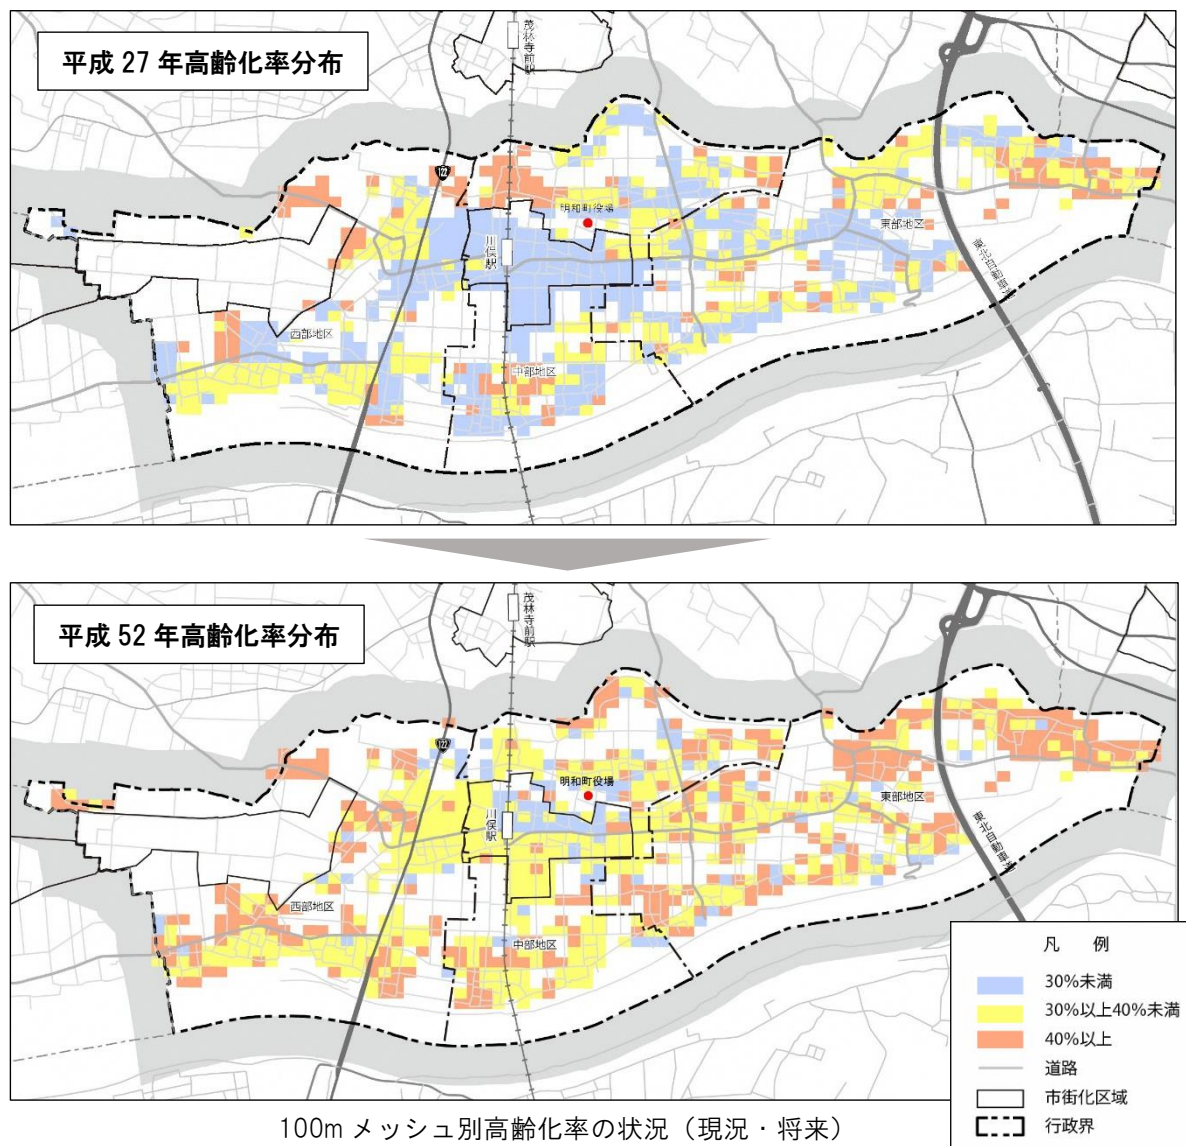 平成 27 年高齢化率分布
茂林寺前駅
122
明和町役場
川俣駅
東部地区
東北自動車道
西部地区
中部地区
平成 52 年高齢化率分布
茂林寺前駅
122
明和町役場
川俣駅
東部地区
東北自動車道
西部地区
中部地区
凡 例
30%未満
30%以上40%未満
40%以上
道路
市街化区域
行政界
100m メッシュ別高齢化率の状況（現況・将来）